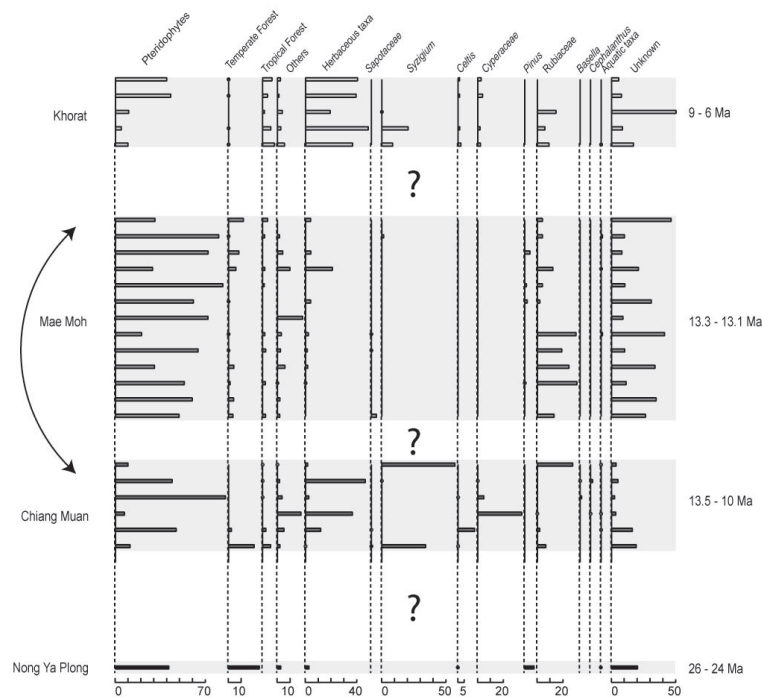 Pteridophytes
Temperate Forest
Tropical Forest
Others
Herbaceous taxa
Sapotaceae
Syzigium
Celtis
Cyperaceae
Pinus
Rubiaceae
Basella
Cephalanthus
Aquatic taxa
Unknown
Khorat
9 - 6 Ma
?
Mae Moh
13.3 - 13.1 Ma
?
Chiang Muan
13.5 - 10 Ma
?
Nong Ya Plong
26 - 24 Ma
0 70 10 10 0 40 0 50 5 20 20 0 50